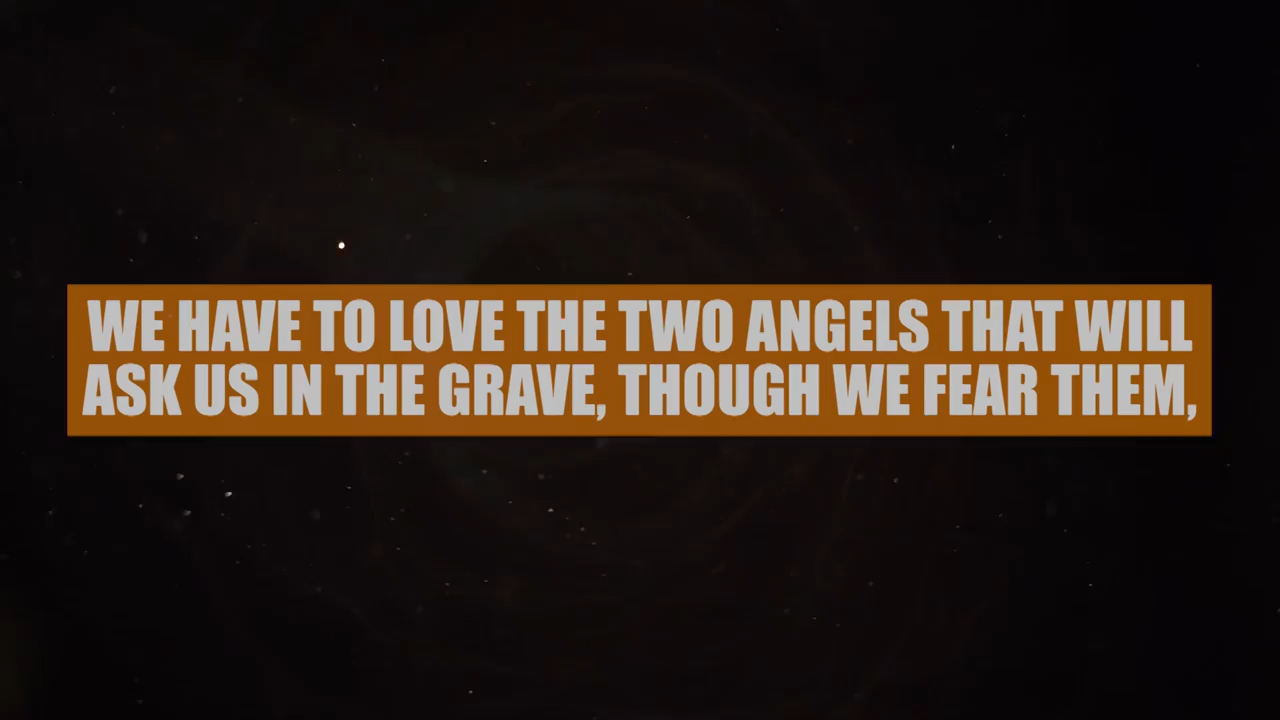 WE HAVE TO LOVE THE TWO ANGELS THAT WILL
ASK US IN THE GRAVE, THOUGH WE FEAR THEM,